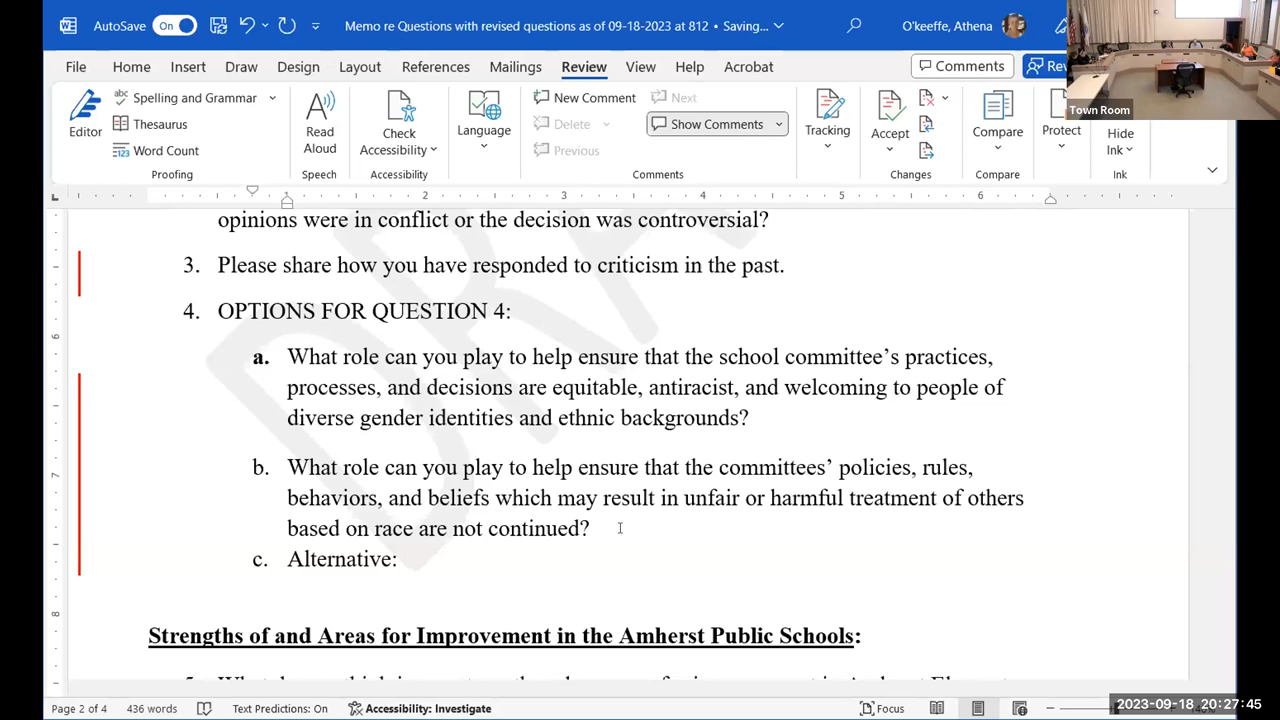 AutoSave On Memo re Questions with revised questions as of 09-18-2023 at 812 • Saving... O'keeffe, Athena
File Home Insert Draw Design Layout References Mailings Review View Help Acrobat Comments
Town Room
Editor
Spelling and Grammar
Thesaurus
123 Word Count
Proofing
Read Aloud
Speech
Check Accessibility
Accessibility
Language
New Comment Next
Delete Show Comments
Previous
Comments
Tracking
Accept
Changes
Compare
Compare
Protect
Hide Ink
Ink
1 2 3 4 5 6
opinions were in conflict or the decision was controversial?
3. Please share how you have responded to criticism in the past.
4. OPTIONS FOR QUESTION 4:
a. What role can you play to help ensure that the school committee's practices,
processes, and decisions are equitable, antiracist, and welcoming to people of
diverse gender identities and ethnic backgrounds?
b. What role can you play to help ensure that the committees' policies, rules,
behaviors, and beliefs which may result in unfair or harmful treatment of others
based on race are not continued?
c. Alternative:
Strengths of and Areas for Improvement in the Amherst Public Schools:
Page 2 of 4 436 words Text Predictions: On Accessibility: Investigate Focus
2023-09-18 20:27:45